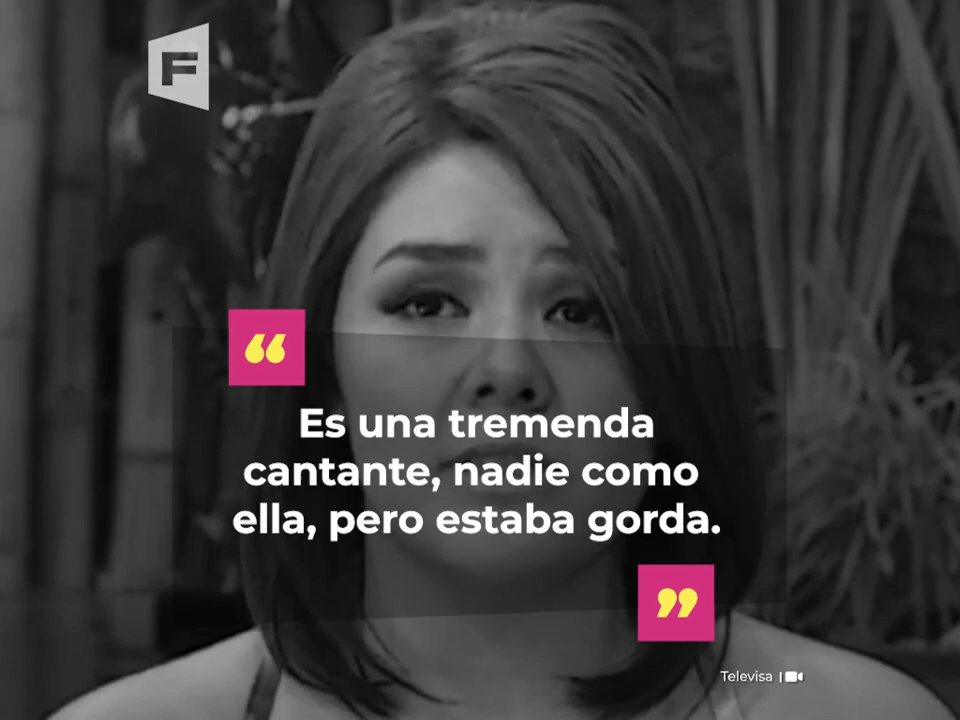 F
“
Es una tremenda
cantante, nadie como
ella, pero estaba gorda.
”
Televisa